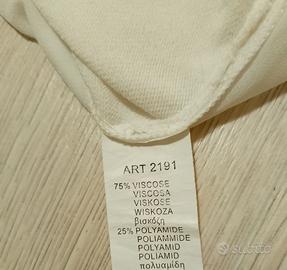 ART 2191
75% VISCOSE
VISCOSA
VISKOSE
WISKOZA
βισκόζη
25% POLYAMIDE
POLIAMMIDE
POLYAMID
POLIAMID
πολυαμίδη
subito